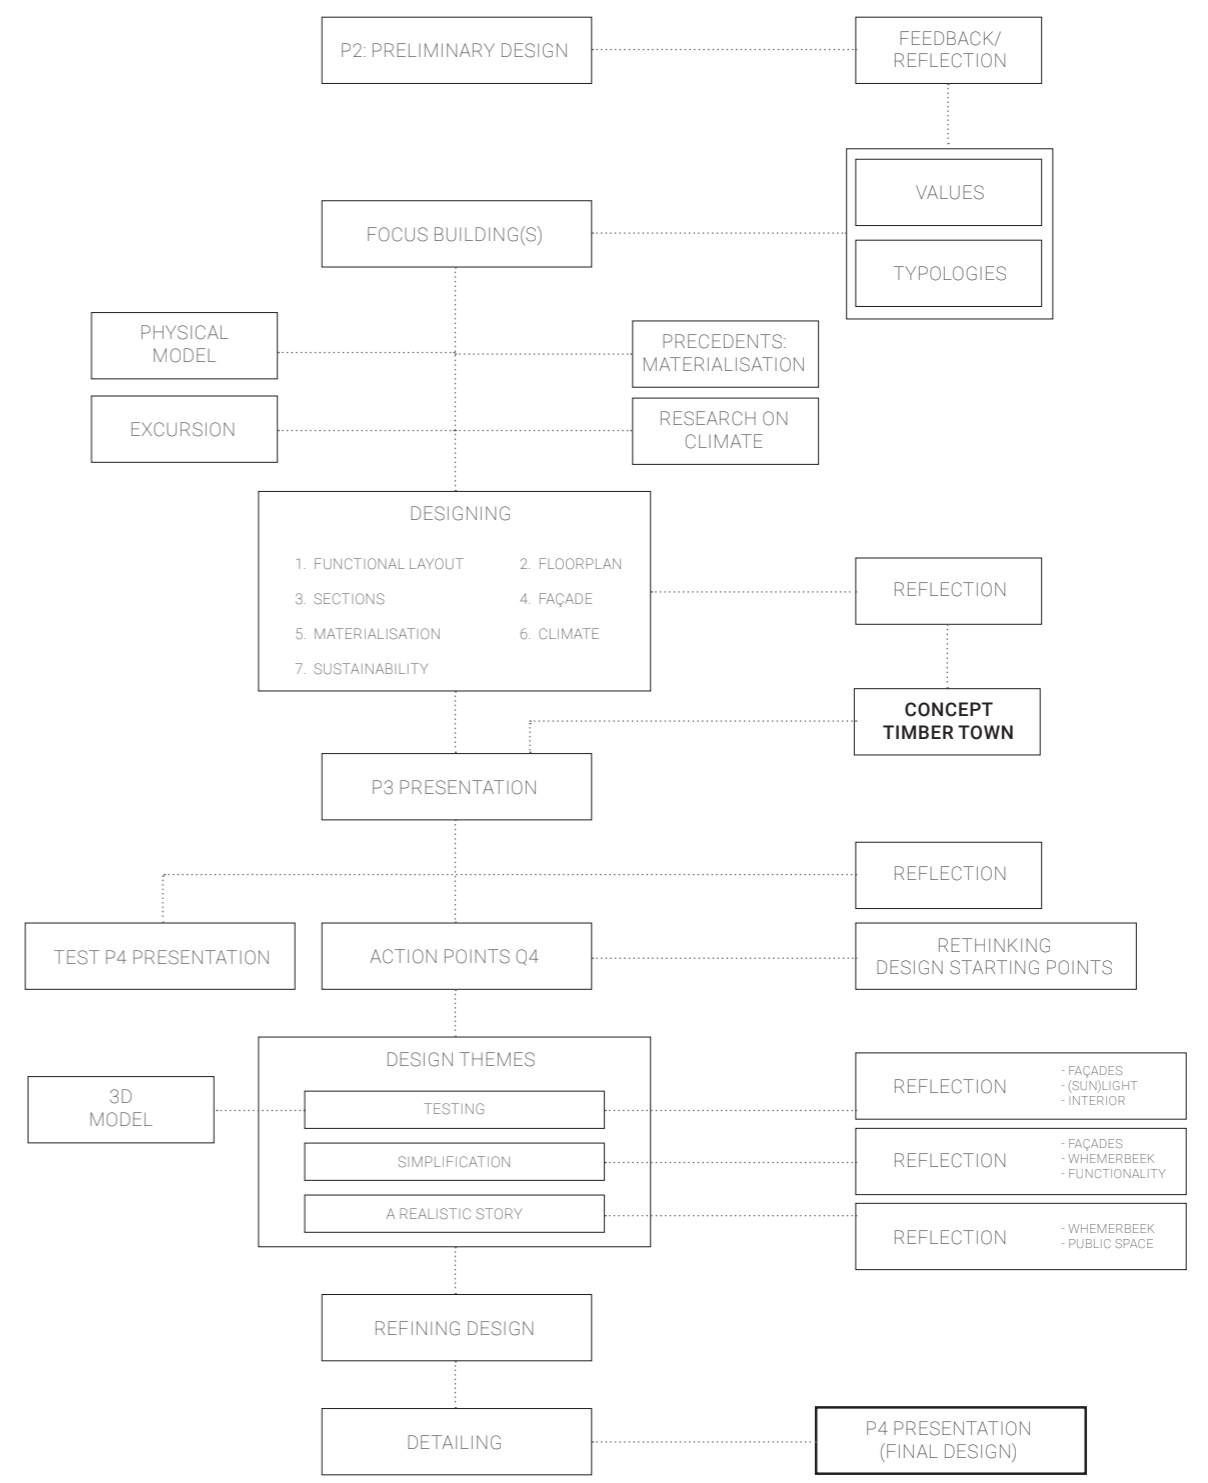 P2: PRELIMINARY DESIGN
FEEDBACK/
REFLECTION
VALUES
FOCUS BUILDING(S)
TYPOLOGIES
PHYSICAL
MODEL
PRECEDENTS:
MATERIALISATION
EXCURSION
RESEARCH ON
CLIMATE
DESIGNING
1. FUNCTIONAL LAYOUT
2. FLOORPLAN
3. SECTIONS
4. FAÇADE
5. MATERIALISATION
6. CLIMATE
7. SUSTAINABILITY
REFLECTION
CONCEPT
TIMBER TOWN
P3 PRESENTATION
REFLECTION
TEST P4 PRESENTATION
ACTION POINTS Q4
RETHINKING
DESIGN STARTING POINTS
DESIGN THEMES
3D
MODEL
TESTING
REFLECTION
- FAÇADES
- (SUN)LIGHT
- INTERIOR
SIMPLIFICATION
REFLECTION
- FAÇADES
- WHEMERBEEK
- FUNCTIONALITY
A REALISTIC STORY
REFLECTION
- WHEMERBEEK
- PUBLIC SPACE
REFINING DESIGN
DETAILING
P4 PRESENTATION
(FINAL DESIGN)